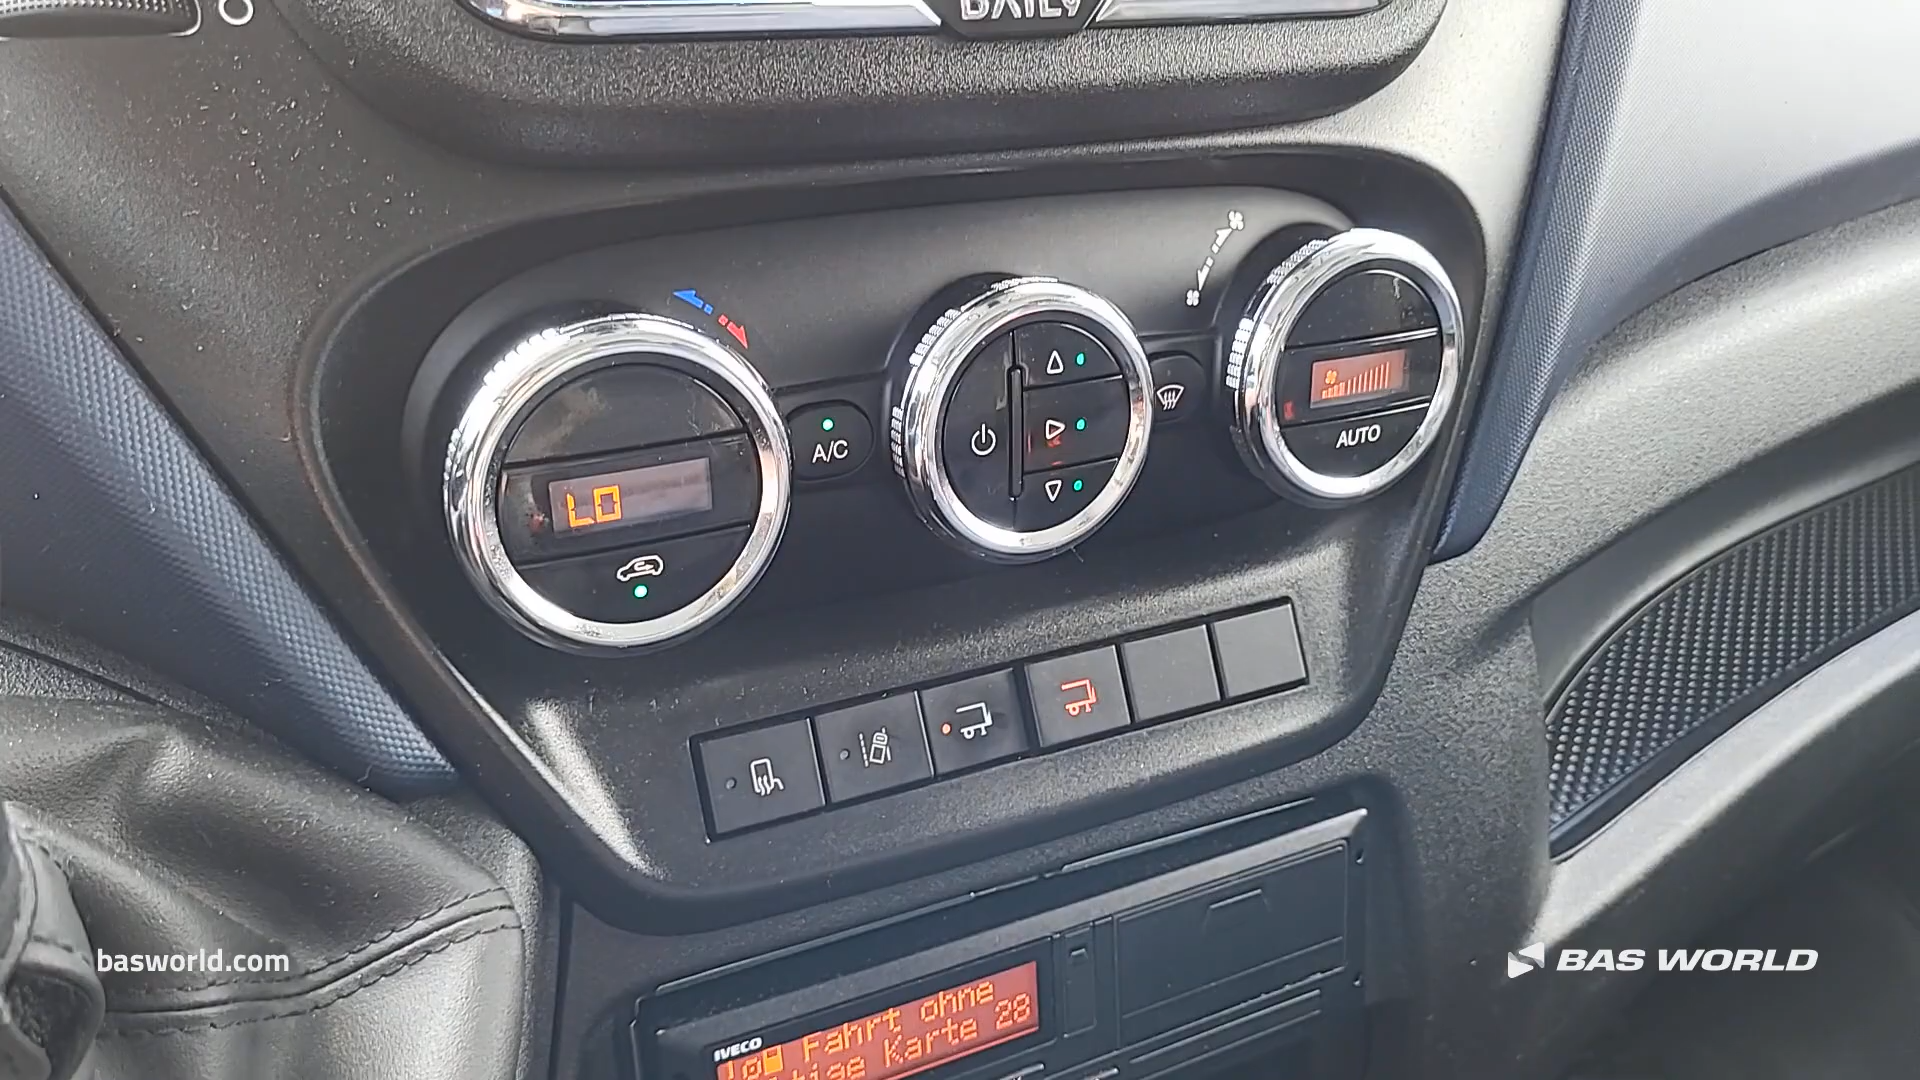 DAILY
A/C
LO
AUTO
basworld.com
BAS WORLD
IVECO
Fahrt ohne
Karte 28